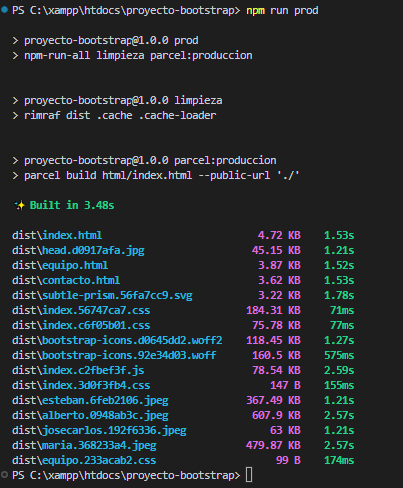 PS C:\xampp\htdocs\proyecto-bootstrap> npm run prod
> proyecto-bootstrap@1.0.0 prod
> npm-run-all limpieza parcel:produccion
> proyecto-bootstrap@1.0.0 limpieza
> rimraf dist .cache .cache-loader
> proyecto-bootstrap@1.0.0 parcel:produccion
> parcel build html/index.html --public-url './'
✨ Built in 3.48s
dist\index.html 4.72 KB 1.53s
dist\head.d0917afa.jpg 45.15 KB 1.21s
dist\equipo.html 3.87 KB 1.52s
dist\contacto.html 3.62 KB 1.53s
dist\subtle-prism.56fa7cc9.svg 3.22 KB 1.78s
dist\index.56747ca7.css 184.31 KB 71ms
dist\index.c6f05b01.css 75.78 KB 77ms
dist\bootstrap-icons.d0645dd2.woff2 118.45 KB 1.27s
dist\bootstrap-icons.92e34d03.woff 160.5 KB 575ms
dist\index.c2fbef3f.js 78.54 KB 2.59s
dist\index.3d0f3fb4.css 147 B 155ms
dist\esteban.6feb2106.jpeg 367.49 KB 1.21s
dist\alberto.0948ab3c.jpeg 607.9 KB 2.57s
dist\josecarlos.192f6336.jpeg 63 KB 1.21s
dist\maria.368233a4.jpeg 479.87 KB 2.57s
dist\equipo.233acab2.css 99 B 174ms
PS C:\xampp\htdocs\proyecto-bootstrap>